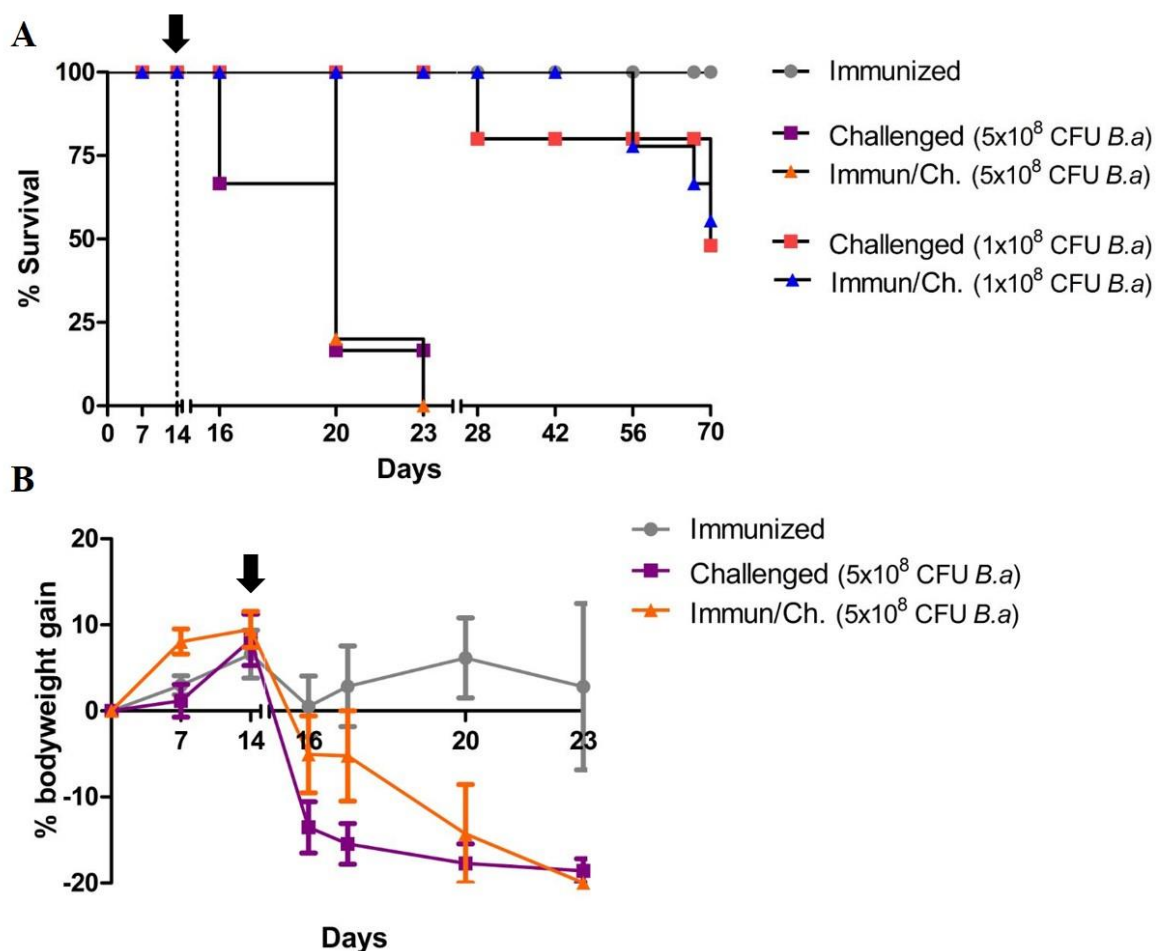 A
100
75
50
25
0
% Survival
0 7 14 16 20 23 28 42 56 70
Days
Immunized
Challenged (5x10⁸ CFU B.a)
Immun/Ch. (5x10⁸ CFU B.a)
Challenged (1x10⁸ CFU B.a)
Immun/Ch. (1x10⁸ CFU B.a)
B
20
10
0
-10
-20
% bodyweight gain
7 14 16 20 23
Days
Immunized
Challenged (5x10⁸ CFU B.a)
Immun/Ch. (5x10⁸ CFU B.a)